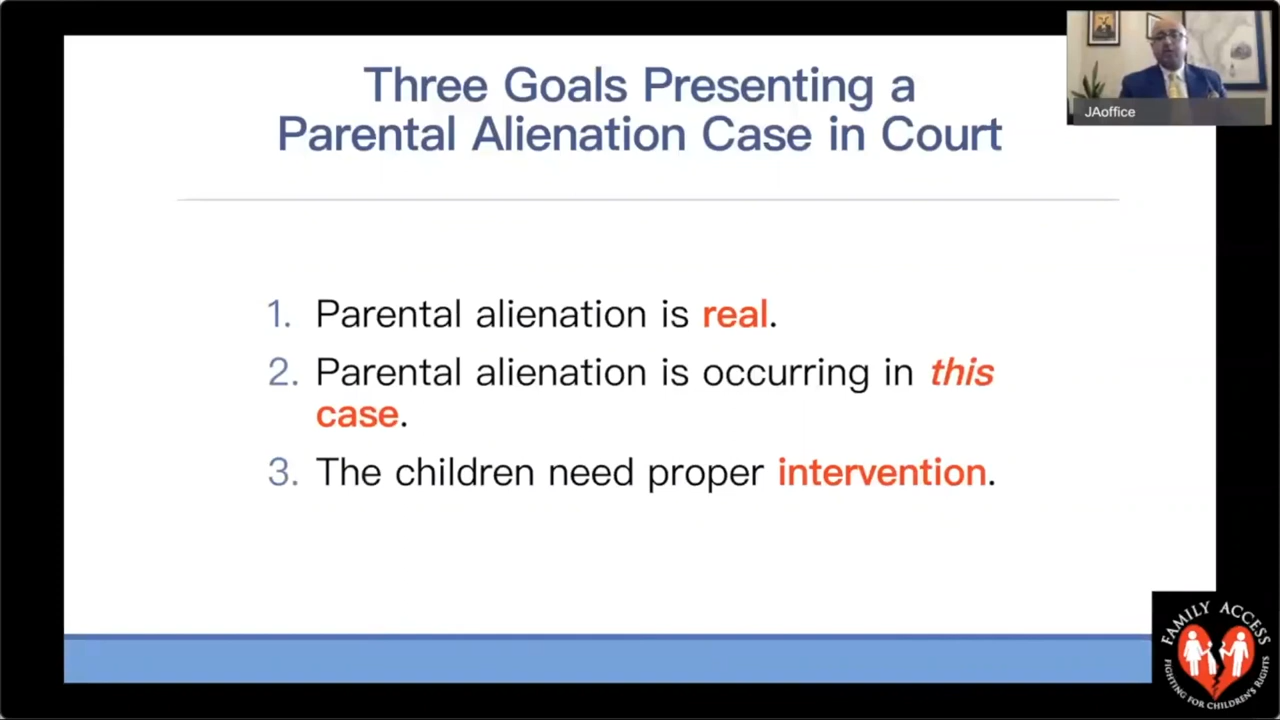 Three Goals Presenting a
Parental Alienation Case in Court
JAoffice
1. Parental alienation is real.
2. Parental alienation is occurring in this
case.
3. The children need proper intervention.
FAMILY ACCESS
FIGHTING FOR CHILDREN'S RIGHTS